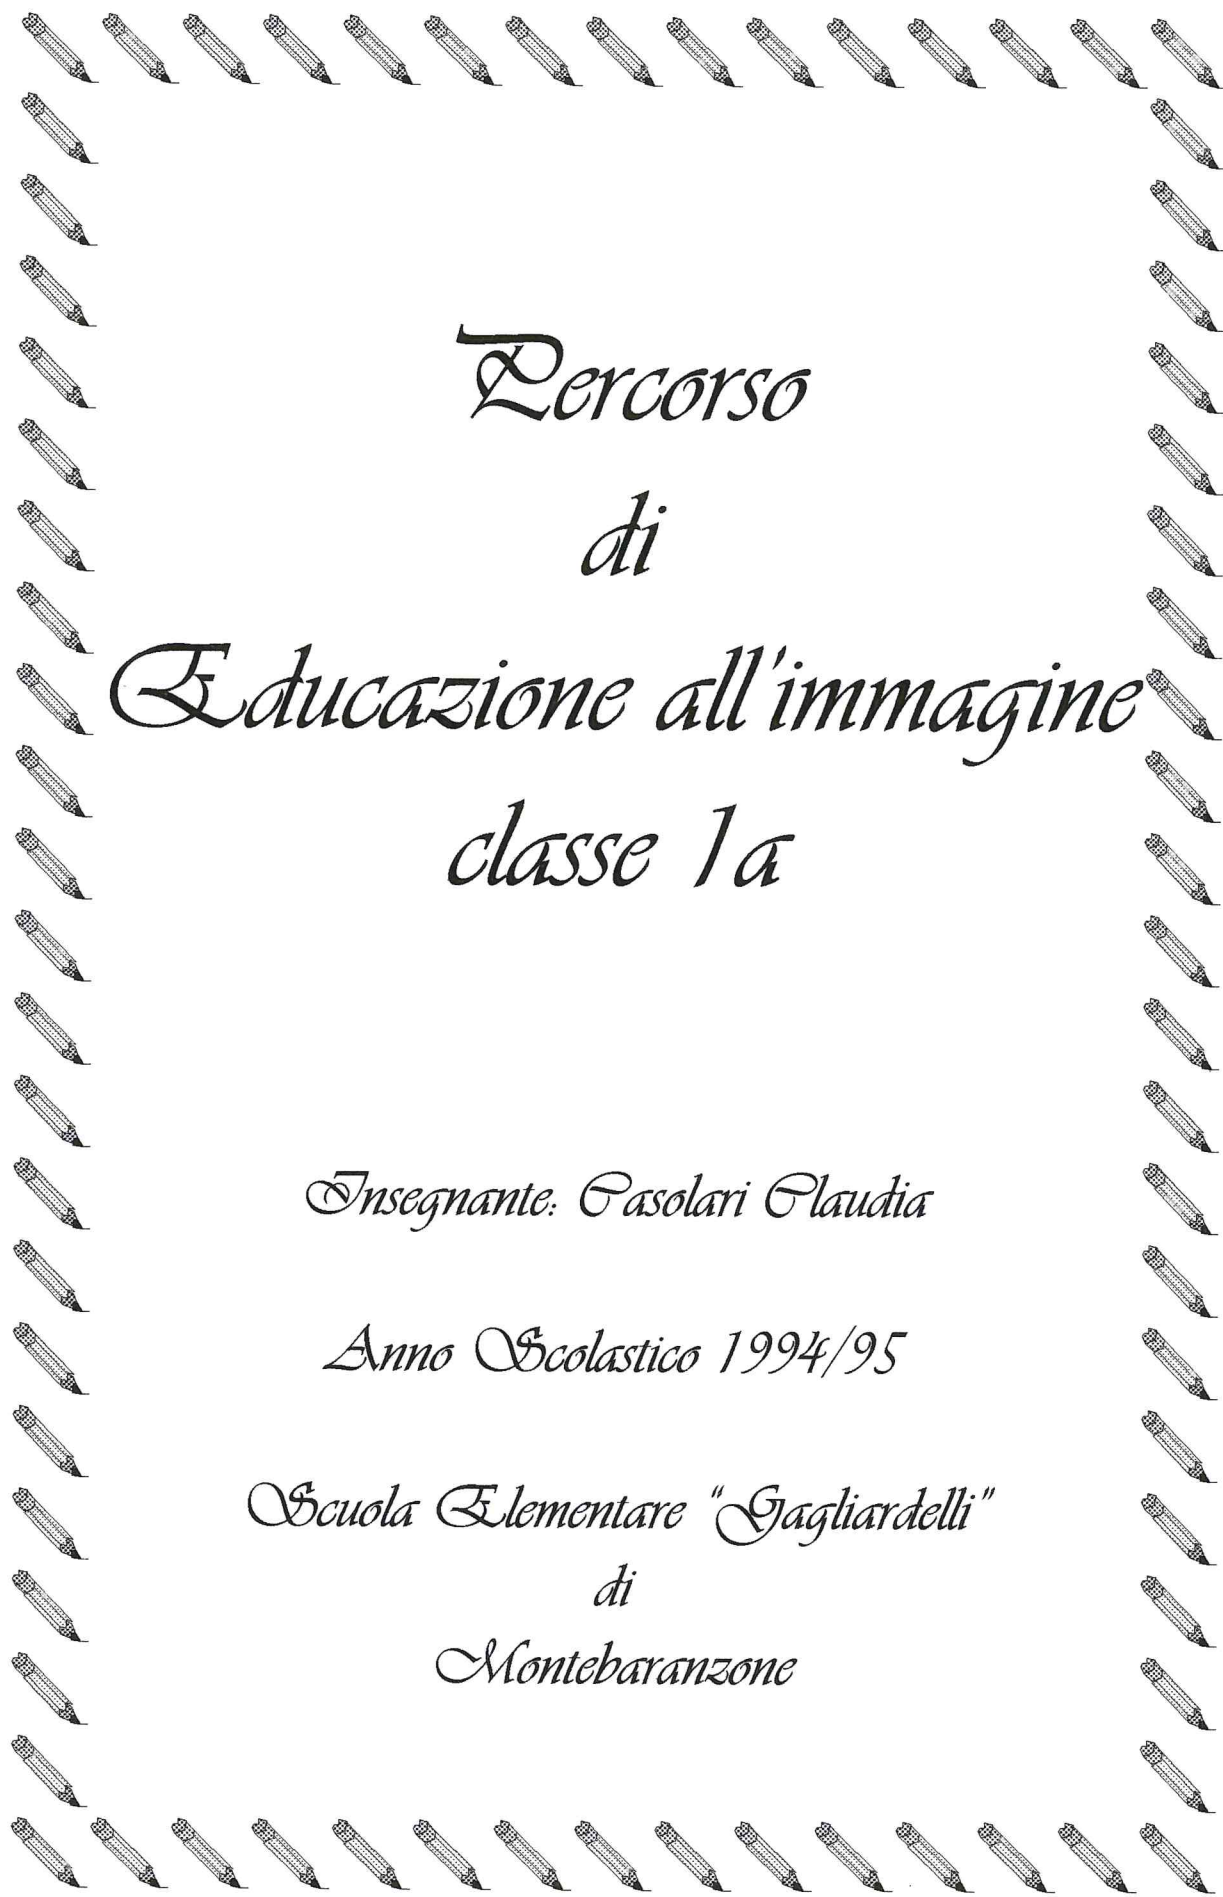 Percorso
di
Educazione all'immagine
classe 1a
Insegnante: Casolari Claudia
Anno Scolastico 1994/95
Scuola Elementare "Gagliardelli"
di
Montebaranzone